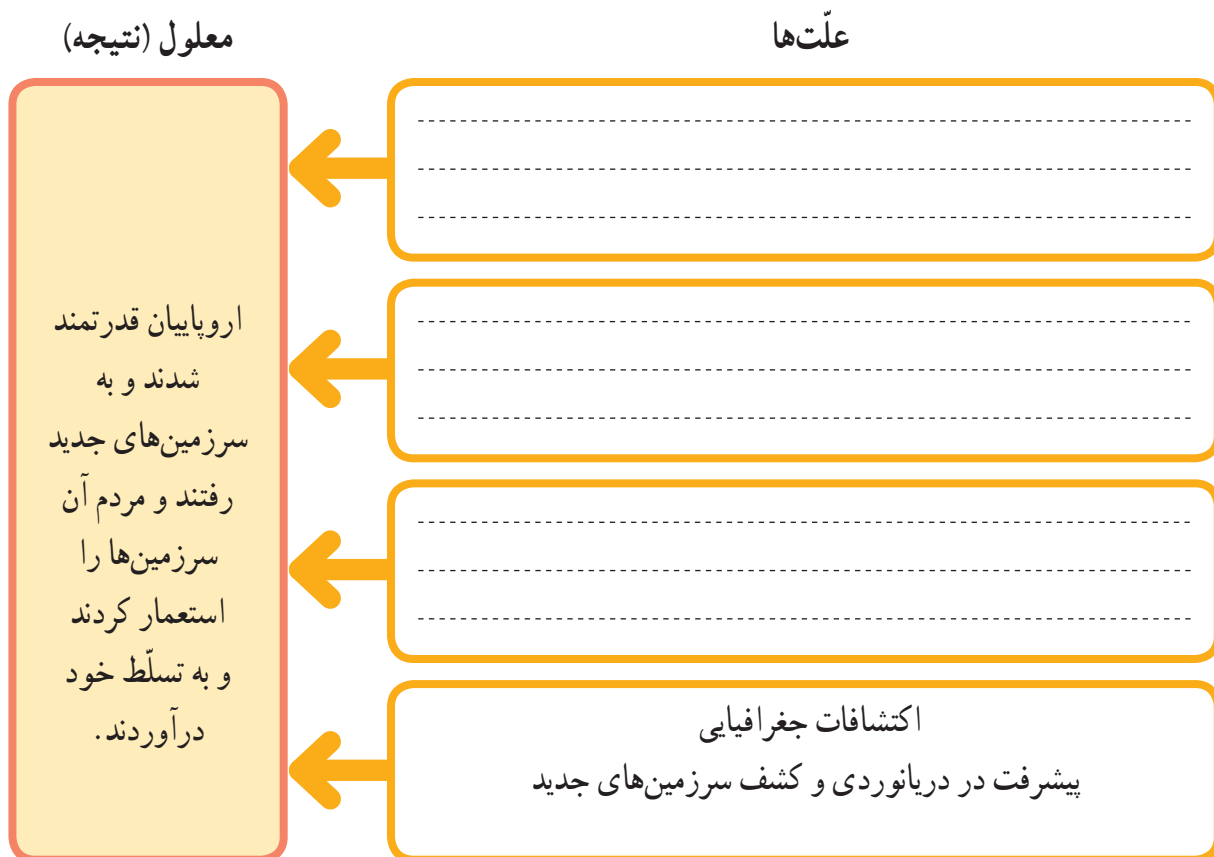 علّت‌ها
معلول (نتیجه)
اکتشافات جغرافیایی
پیشرفت در دریانوردی و کشف سرزمین‌های جدید
اروپاییان قدرتمند
شدند و به
سرزمین‌های جدید
رفتند و مردم آن
سرزمین‌ها را
استعمار کردند
و به تسلّط خود
درآوردند.